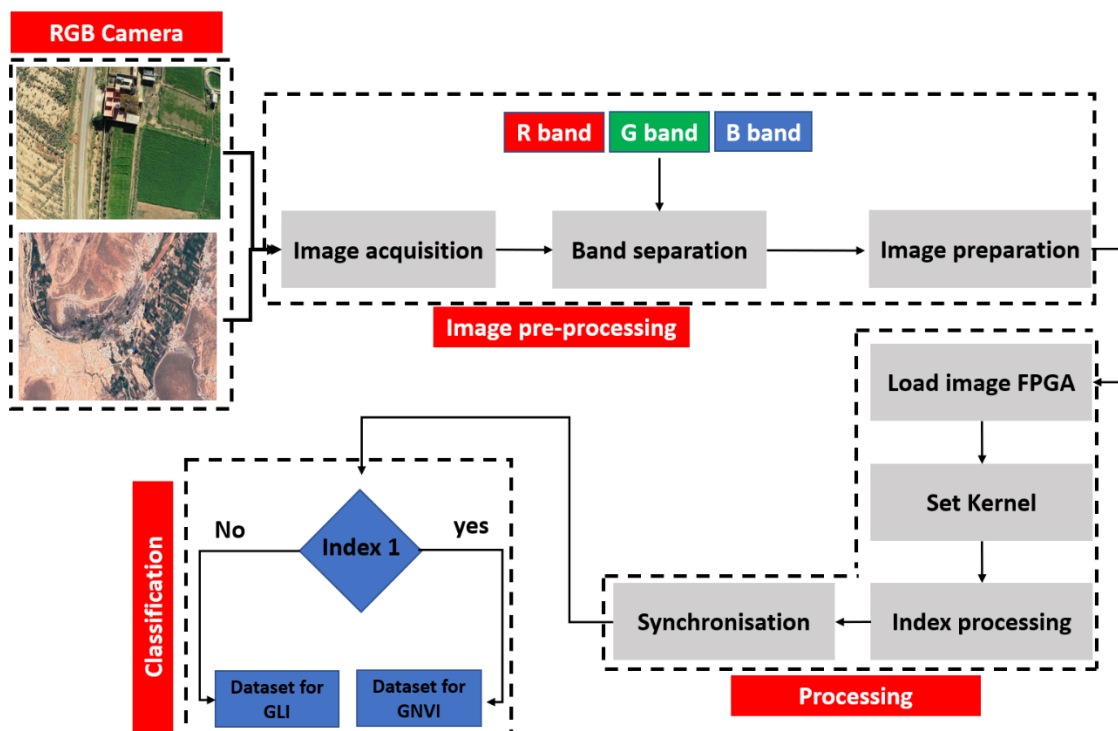 RGB Camera
R band
G band
B band
Image acquisition
Band separation
Image preparation
Image pre-processing
Load image FPGA
Set Kernel
Index processing
Synchronisation
Processing
Classification
Index 1
No
yes
Dataset for
GLI
Dataset for
GNVI